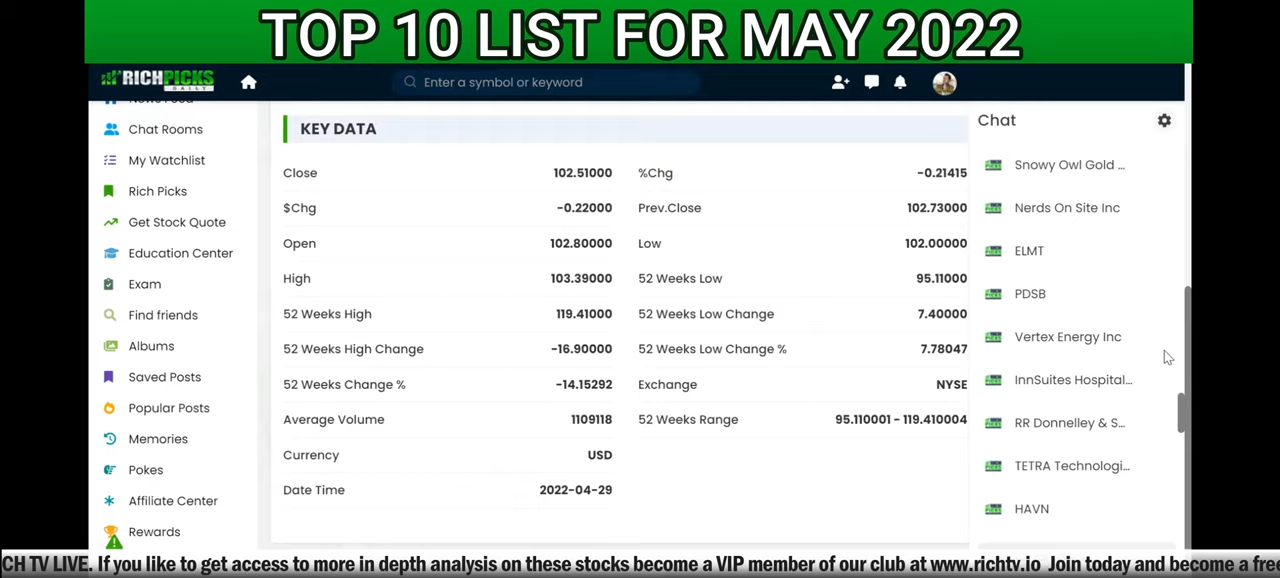 TOP 10 LIST FOR MAY 2022
RICHPICKS
DAILY
Enter a symbol or keyword
News Feed
Chat Rooms
My Watchlist
Rich Picks
Get Stock Quote
Education Center
Exam
Find friends
Albums
Saved Posts
Popular Posts
Memories
Pokes
Affiliate Center
Rewards
KEY DATA
Close 102.51000 %Chg -0.21415
$Chg -0.22000 Prev.Close 102.73000
Open 102.80000 Low 102.00000
High 103.39000 52 Weeks Low 95.11000
52 Weeks High 119.41000 52 Weeks Low Change 7.40000
52 Weeks High Change -16.90000 52 Weeks Low Change % 7.78047
52 Weeks Change % -14.15292 Exchange NYSE
Average Volume 1109118 52 Weeks Range 95.110001 - 119.410004
Currency USD
Date Time 2022-04-29
Chat
Snowy Owl Gold ...
Nerds On Site Inc
ELMT
PDSB
Vertex Energy Inc
InnSuites Hospital...
RR Donnelley & S...
TETRA Technologi...
HAVN
CH TV LIVE. If you like to get access to more in depth analysis on these stocks become a VIP member of our club at www.richtv.io Join today and become a free